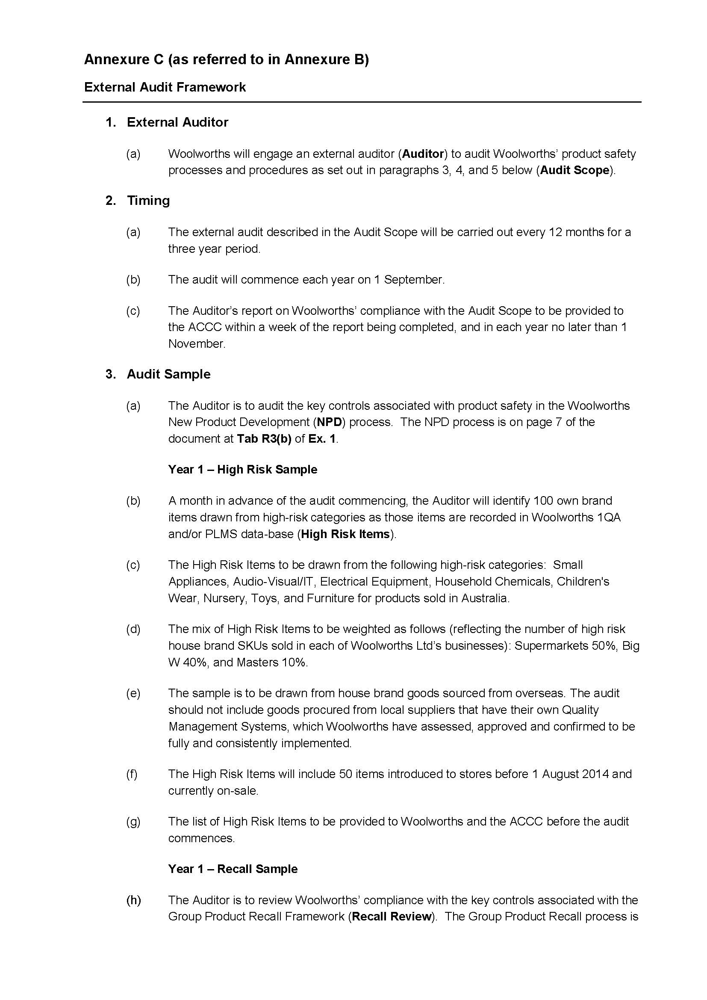 Annexure C (as referred to in Annexure B)
External Audit Framework
1. External Auditor
(a) Woolworths will engage an external auditor (Auditor) to audit Woolworths’ product safety
processes and procedures as set out in paragraphs 3, 4, and 5 below (Audit Scope).
2. Timing
(a) The external audit described in the Audit Scope will be carried out every 12 months for a
three year period.
(b) The audit will commence each year on 1 September.
(c) The Auditor’s report on Woolworths’ compliance with the Audit Scope to be provided to
the ACCC within a week of the report being completed, and in each year no later than 1
November.
3. Audit Sample
(a) The Auditor is to audit the key controls associated with product safety in the Woolworths
New Product Development (NPD) process.  The NPD process is on page 7 of the
document at Tab R3(b) of Ex. 1.
Year 1 – High Risk Sample
(b) A month in advance of the audit commencing, the Auditor will identify 100 own brand
items drawn from high-risk categories as those items are recorded in Woolworths 1QA
and/or PLMS data-base (High Risk Items).
(c) The High Risk Items to be drawn from the following high-risk categories:  Small
Appliances, Audio-Visual/IT, Electrical Equipment, Household Chemicals, Children's
Wear, Nursery, Toys, and Furniture for products sold in Australia.
(d) The mix of High Risk Items to be weighted as follows (reflecting the number of high risk
house brand SKUs sold in each of Woolworths Ltd’s businesses): Supermarkets 50%, Big
W 40%, and Masters 10%.
(e) The sample is to be drawn from house brand goods sourced from overseas. The audit
should not include goods procured from local suppliers that have their own Quality
Management Systems, which Woolworths have assessed, approved and confirmed to be
fully and consistently implemented.
(f) The High Risk Items will include 50 items introduced to stores before 1 August 2014 and
currently on-sale.
(g) The list of High Risk Items to be provided to Woolworths and the ACCC before the audit
commences.
Year 1 – Recall Sample
(h) The Auditor is to review Woolworths’ compliance with the key controls associated with the
Group Product Recall Framework (Recall Review).  The Group Product Recall process is